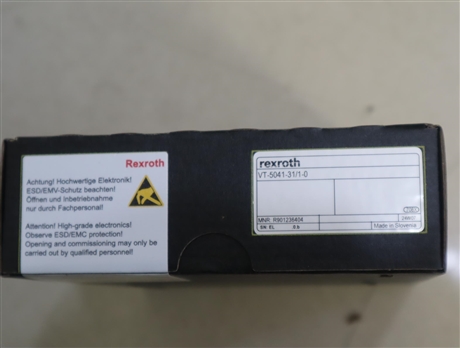 Rexroth
Achtung! Hochwertige Elektronik!
ESD/EMV-Schutz beachten!
Öffnen und Inbetriebnahme
nur durch Fachpersonal!
Attention! High-grade electronics!
Observe ESD/EMC protection!
Opening and commissioning may only be
carried out by qualified personnel!
rexroth
VT-5041-31/1-0
MNR: R901236404
SN: EL
Made in Slovenia